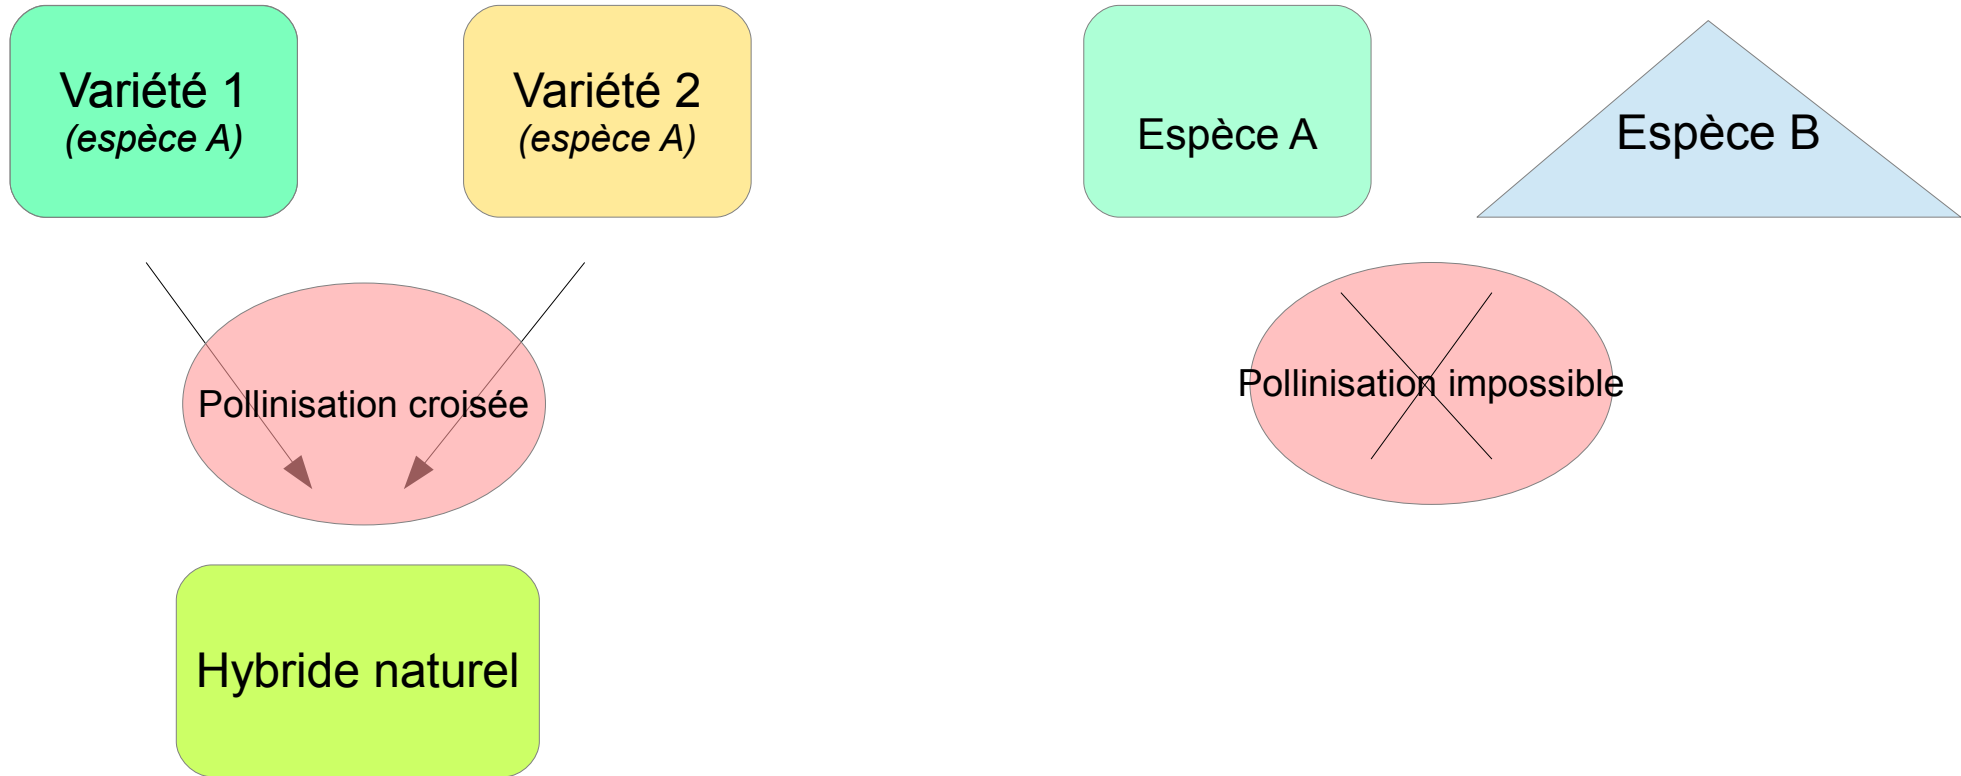 Variété 1
(espèce A)
Variété 2
(espèce A)
Espèce A
Espèce B
Pollinisation croisée
Pollinisation impossible
Hybride naturel